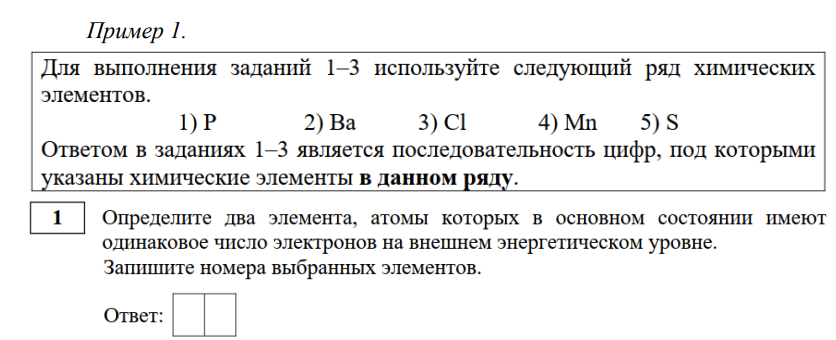 Пример 1.
Для выполнения заданий 1–3 используйте следующий ряд химических
элементов.
1) P 2) Ba 3) Cl 4) Mn 5) S
Ответом в заданиях 1–3 является последовательность цифр, под которыми
указаны химические элементы в данном ряду.
1 Определите два элемента, атомы которых в основном состоянии имеют
одинаковое число электронов на внешнем энергетическом уровне.
Запишите номера выбранных элементов.
Ответ: